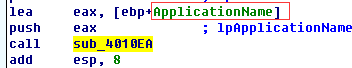 lea     eax, [ebp+ApplicationName]
push    eax             ; lpApplicationName
call    sub_4010EA
add     esp, 8